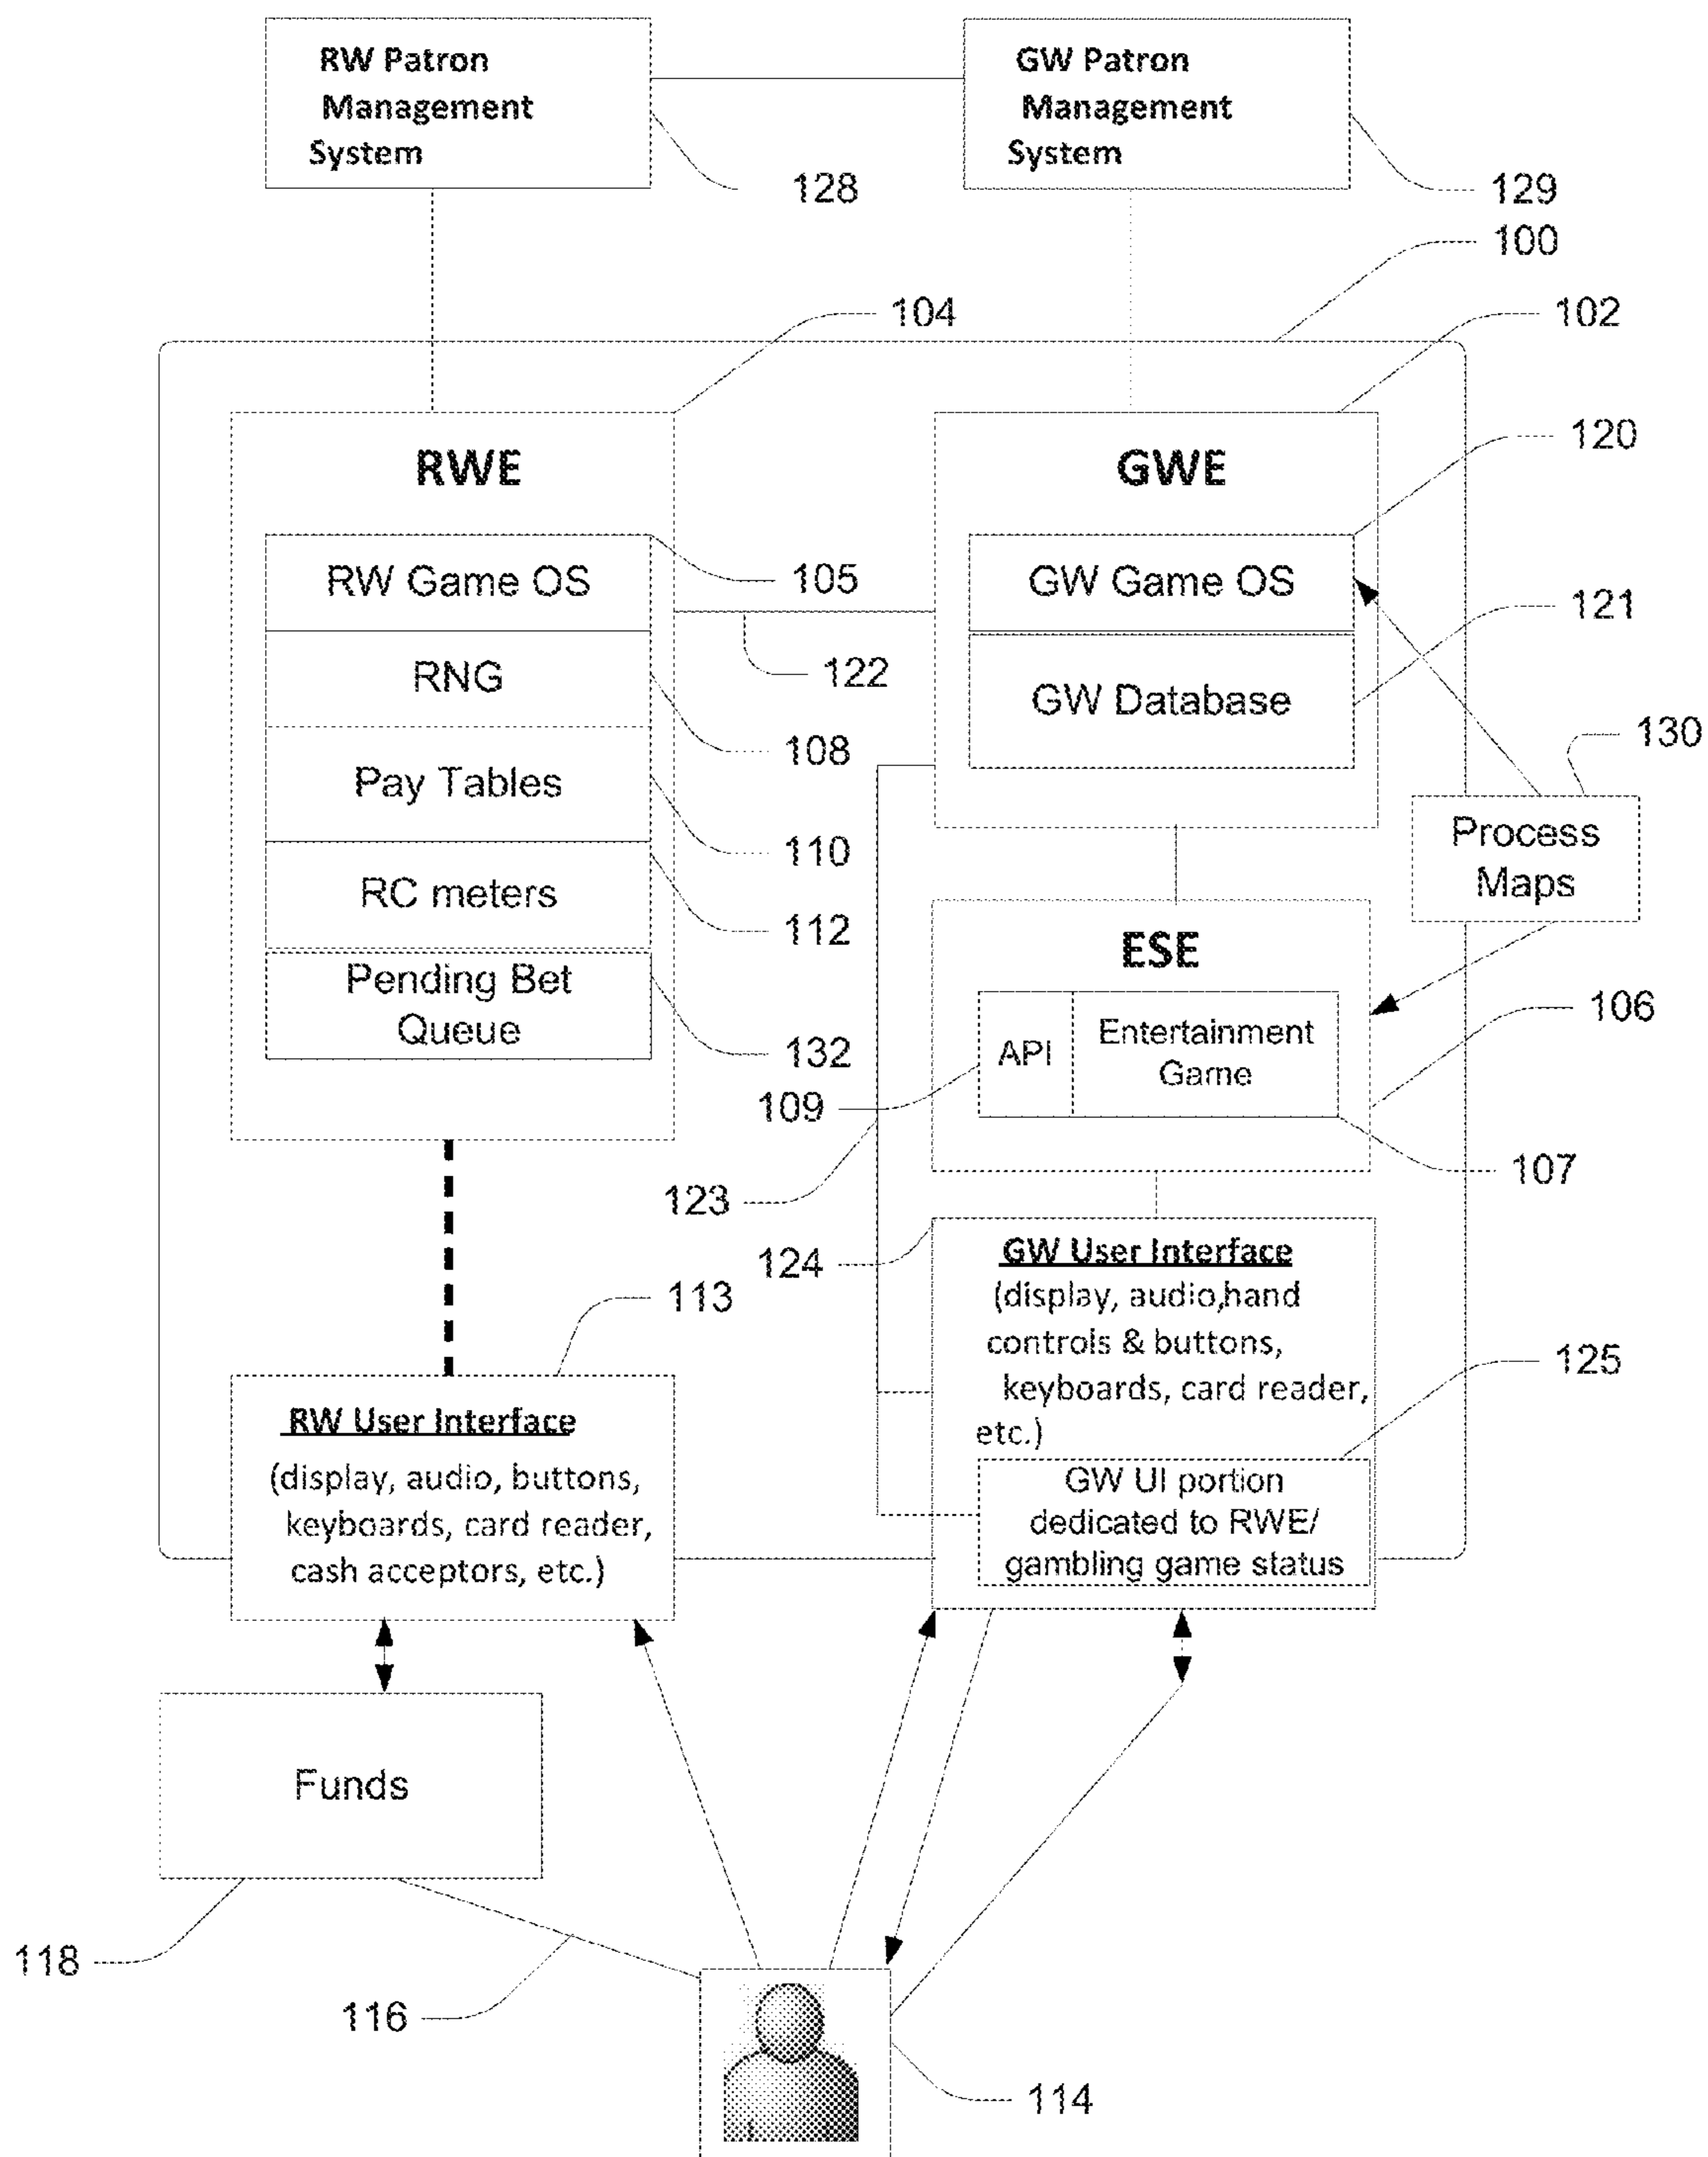 RW Patron
Management
System
GW Patron
Management
System
128
129
100
104
102
RWE
GWE
120
RW Game OS
105
GW Game OS
121
RNG
122
GW Database
108
130
Pay Tables
Process
Maps
110
RC meters
112
ESE
Pending Bet
Queue
132
API
Entertainment
Game
106
109
107
123
124
GW User Interface
(display, audio,hand
controls & buttons,
keyboards, card reader,
etc.)
113
125
RW User Interface
(display, audio, buttons,
keyboards, card reader,
cash acceptors, etc.)
GW UI portion
dedicated to RWE/
gambling game status
Funds
118
116
114